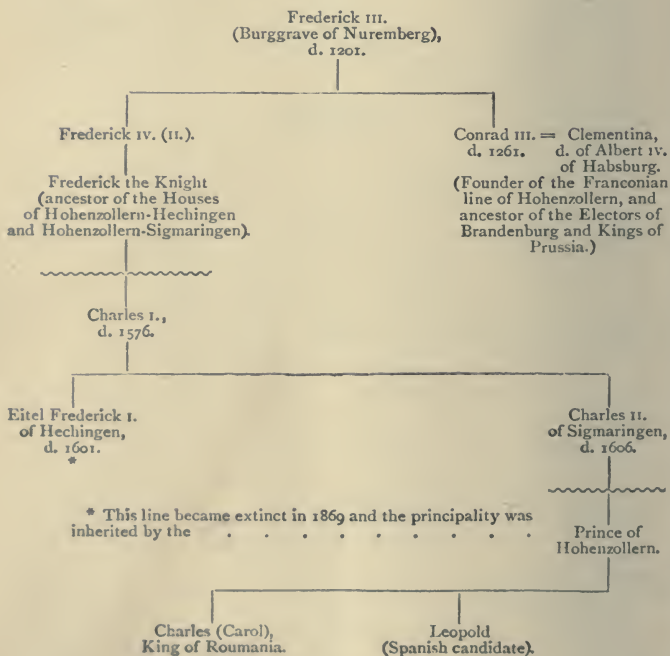 Frederick III.
(Burggrave of Nuremberg),
d. 1201.
Frederick IV. (II.).
Frederick the Knight
(ancestor of the Houses
of Hohenzollern-Hechingen
and Hohenzollern-Sigmaringen).
Conrad III. = Clementina,
d. 1261. d. of Albert IV.
of Habsburg.
(Founder of the Franconian
line of Hohenzollern, and
ancestor of the Electors of
Brandenburg and Kings of
Prussia.)
Charles I.,
d. 1576.
Eitel Frederick I.
of Hechingen,
d. 1601.
*
Charles II.
of Sigmaringen,
d. 1606.
* This line became extinct in 1869 and the principality was
inherited by the . . . . . . . . . .
Prince of
Hohenzollern.
Charles (Carol),
King of Roumania.
Leopold
(Spanish candidate).